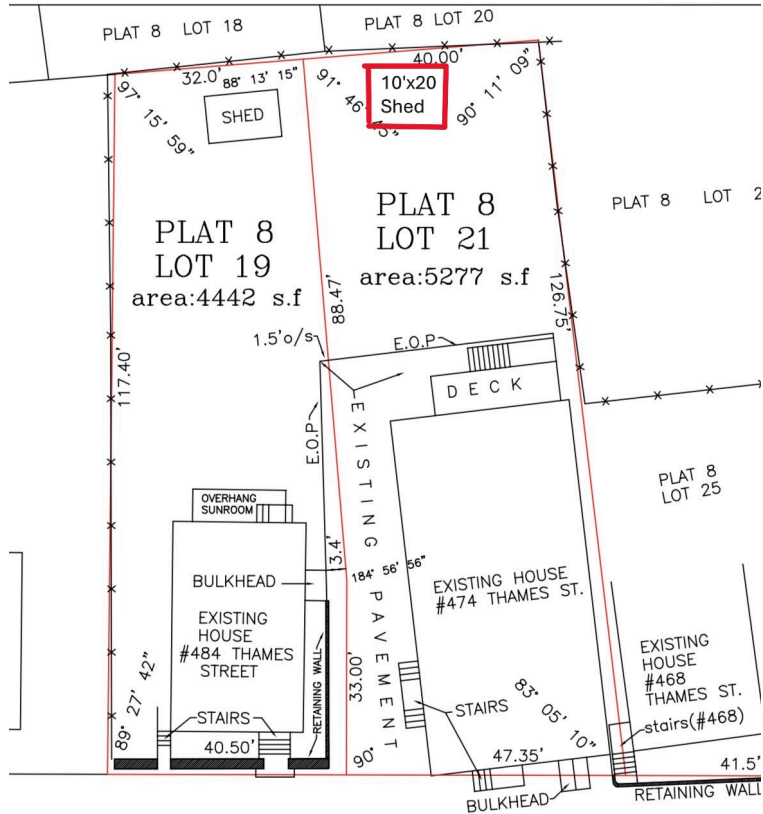 PLAT 8 LOT 18
PLAT 8 LOT 20
32.0'
88° 13' 15"
40.00'
97° 15' 59"
SHED
91° 46' 45"
10'x20
Shed
90° 11' 09"
PLAT 8
LOT 19
area:4442 s.f
PLAT 8
LOT 21
area:5277 s.f
PLAT 8 LOT 2
88.47'
126.75'
117.40'
1.5'o/s
E.O.P
E.O.P
DECK
EXISTING PAVEMENT
PLAT 8
LOT 25
OVERHANG
SUNROOM
3.4'
184° 56' 56"
BULKHEAD
EXISTING
HOUSE
#484 THAMES
STREET
EXISTING HOUSE
#474 THAMES ST.
EXISTING
HOUSE
#468
THAMES ST.
RETAINING WALL
33.00'
89° 27' 42"
STAIRS
STAIRS
83° 05' 10"
stairs(#468)
40.50'
90°
47.35'
41.5'
BULKHEAD
RETAINING WALL